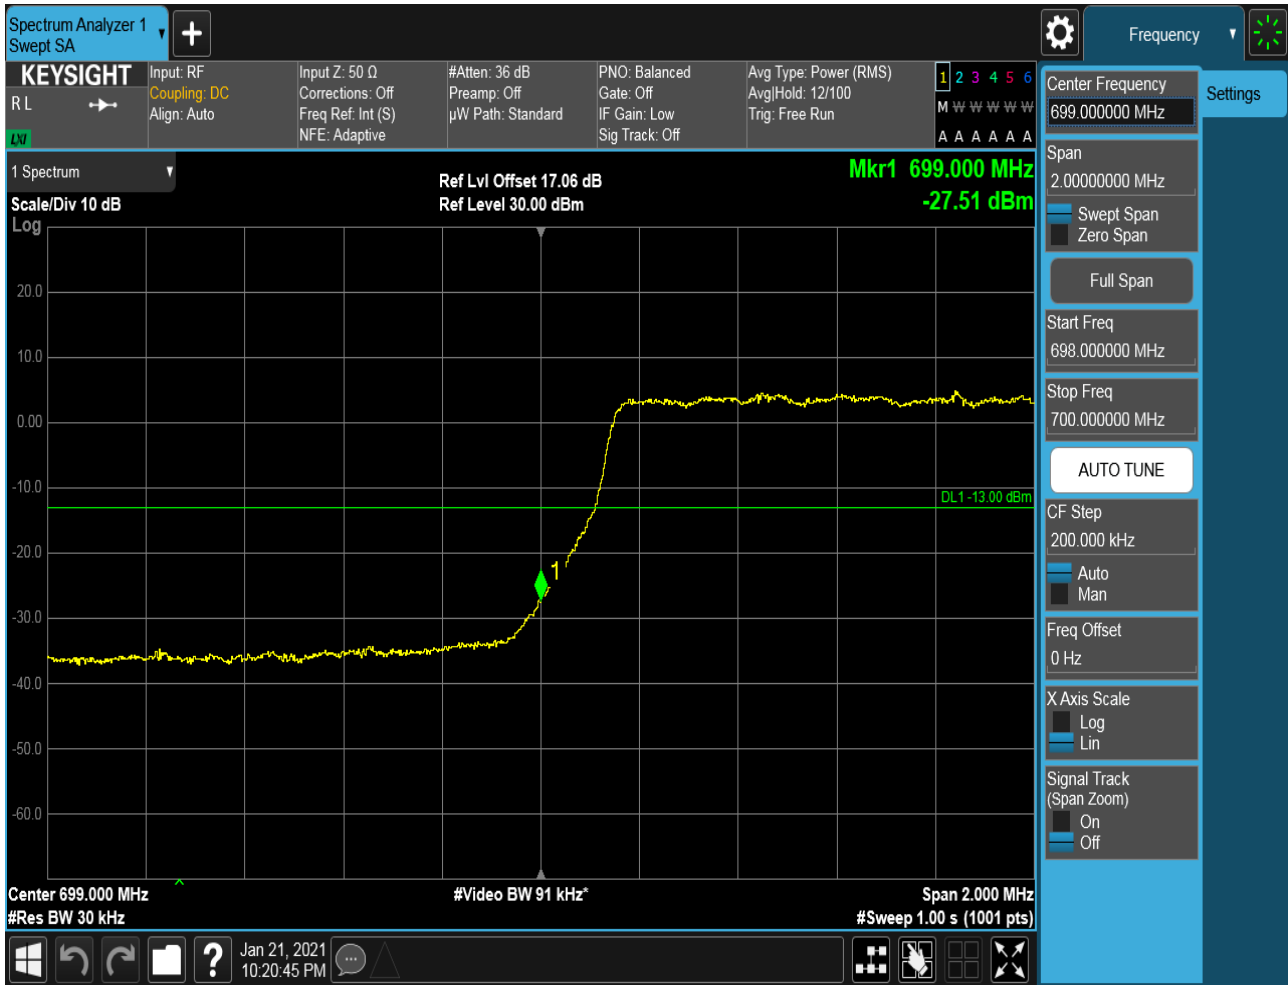 Spectrum Analyzer 1
Swept SA
Frequency
KEYSIGHT
R L
LXI
Input: RF
Coupling: DC
Align: Auto
Input Z: 50 Ω
Corrections: Off
Freq Ref: Int (S)
NFE: Adaptive
#Atten: 36 dB
Preamp: Off
µW Path: Standard
PNO: Balanced
Gate: Off
IF Gain: Low
Sig Track: Off
Avg Type: Power (RMS)
Avg|Hold: 12/100
Trig: Free Run
1 2 3 4 5 6
M W W W W W
A A A A A A
1 Spectrum
Scale/Div 10 dB
Log
Ref Lvl Offset 17.06 dB
Ref Level 30.00 dBm
Mkr1 699.000 MHz
-27.51 dBm
20.0
10.0
0.00
-10.0
DL1 -13.00 dBm
-20.0
1
-30.0
-40.0
-50.0
-60.0
Center 699.000 MHz
#Res BW 30 kHz
#Video BW 91 kHz*
Span 2.000 MHz
#Sweep 1.00 s (1001 pts)
Jan 21, 2021
10:20:45 PM
Center Frequency
699.000000 MHz
Settings
Span
2.00000000 MHz
Swept Span
Zero Span
Full Span
Start Freq
698.000000 MHz
Stop Freq
700.000000 MHz
AUTO TUNE
CF Step
200.000 kHz
Auto
Man
Freq Offset
0 Hz
X Axis Scale
Log
Lin
Signal Track
(Span Zoom)
On
Off